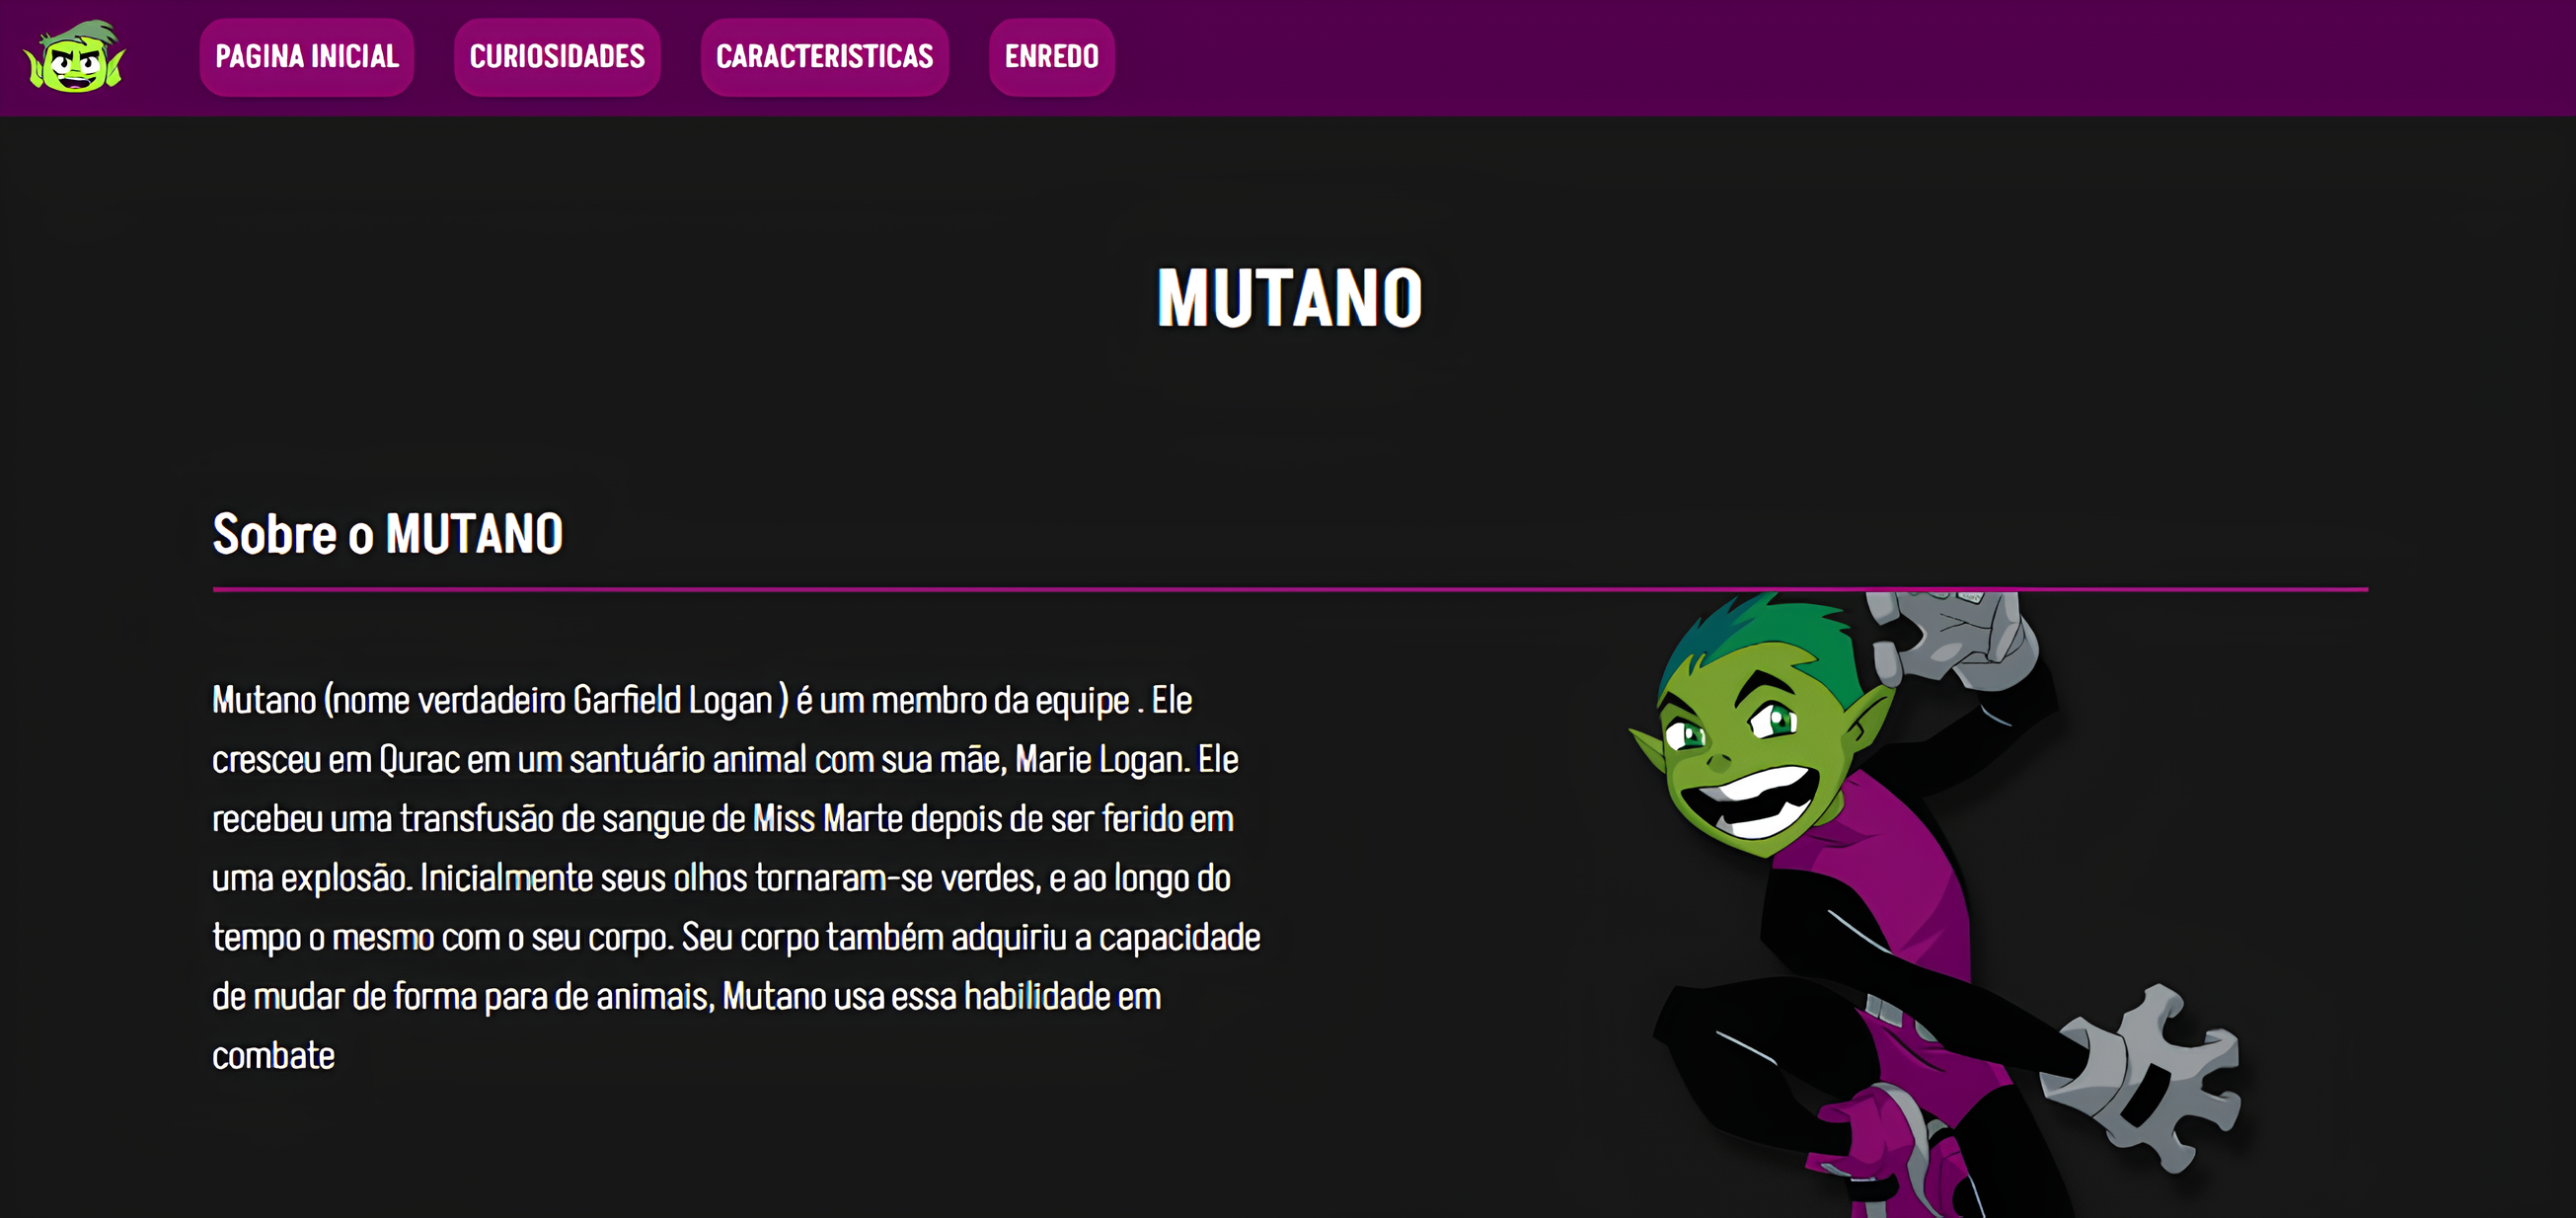 PAGINA INICIAL
CURIOSIDADES
CARACTERISTICAS
ENREDO
MUTANO
Sobre o MUTANO
Mutano (nome verdadeiro Garfield Logan ) é um membro da equipe . Ele
cresceu em Qurac em um santuário animal com sua mãe, Marie Logan. Ele
recebeu uma transfusão de sangue de Miss Marte depois de ser ferido em
uma explosão. Inicialmente seus olhos tornaram-se verdes, e ao longo do
tempo o mesmo com o seu corpo. Seu corpo também adquiriu a capacidade
de mudar de forma para de animais, Mutano usa essa habilidade em
combate